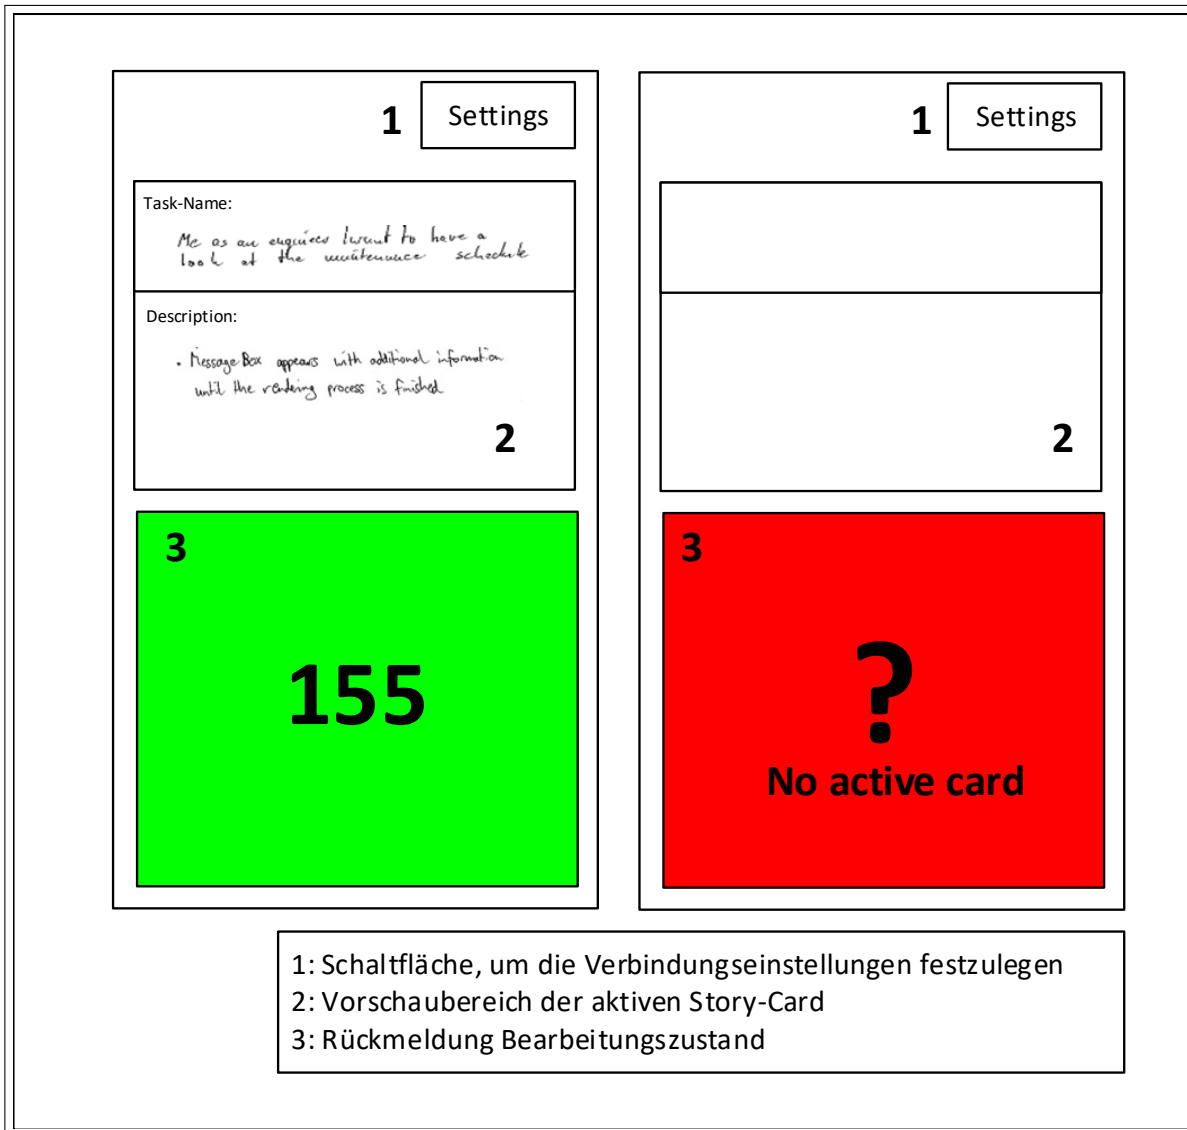 1 Settings
Task-Name:
Me as an engineer I want to have a
look at the maintenance schedule
Description:
• MessageBox appears with additional information
until the rendering process is finished
2
3
155
1 Settings
2
3
?
No active card
1: Schaltfläche, um die Verbindungseinstellungen festzulegen
2: Vorschaubereich der aktiven Story-Card
3: Rückmeldung Bearbeitungszustand